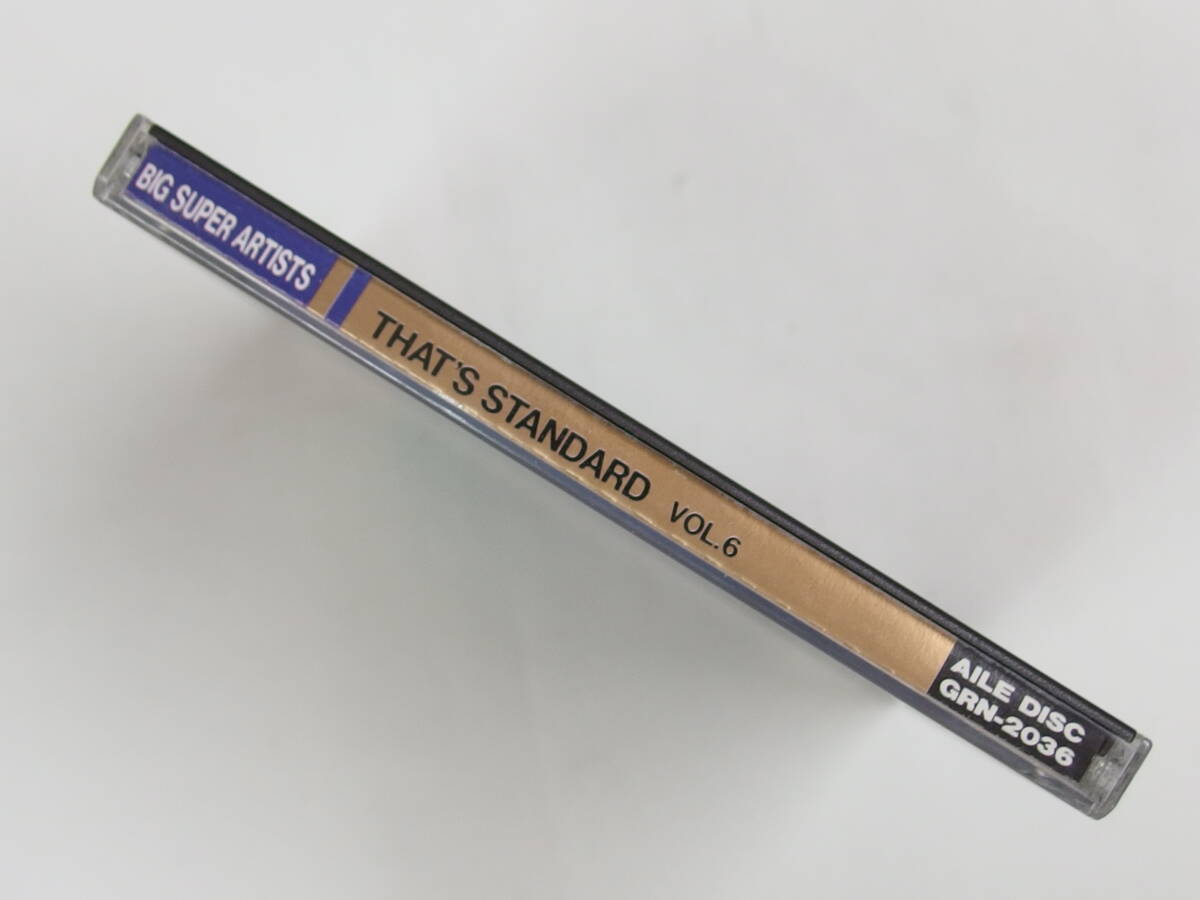 BIG SUPER ARTISTS
THAT'S STANDARD VOL.6
AILE DISC
GRN-2036